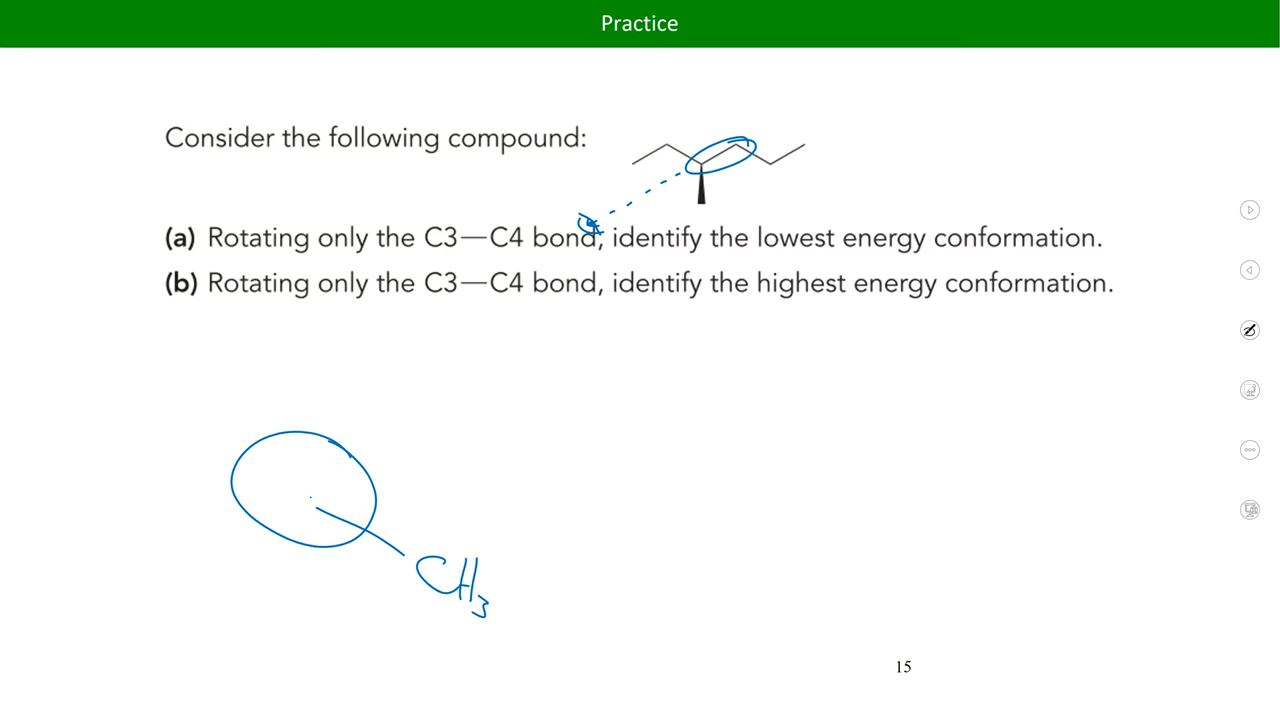 Practice
Consider the following compound:
(a) Rotating only the C3—C4 bond, identify the lowest energy conformation.
(b) Rotating only the C3—C4 bond, identify the highest energy conformation.
CH3
15